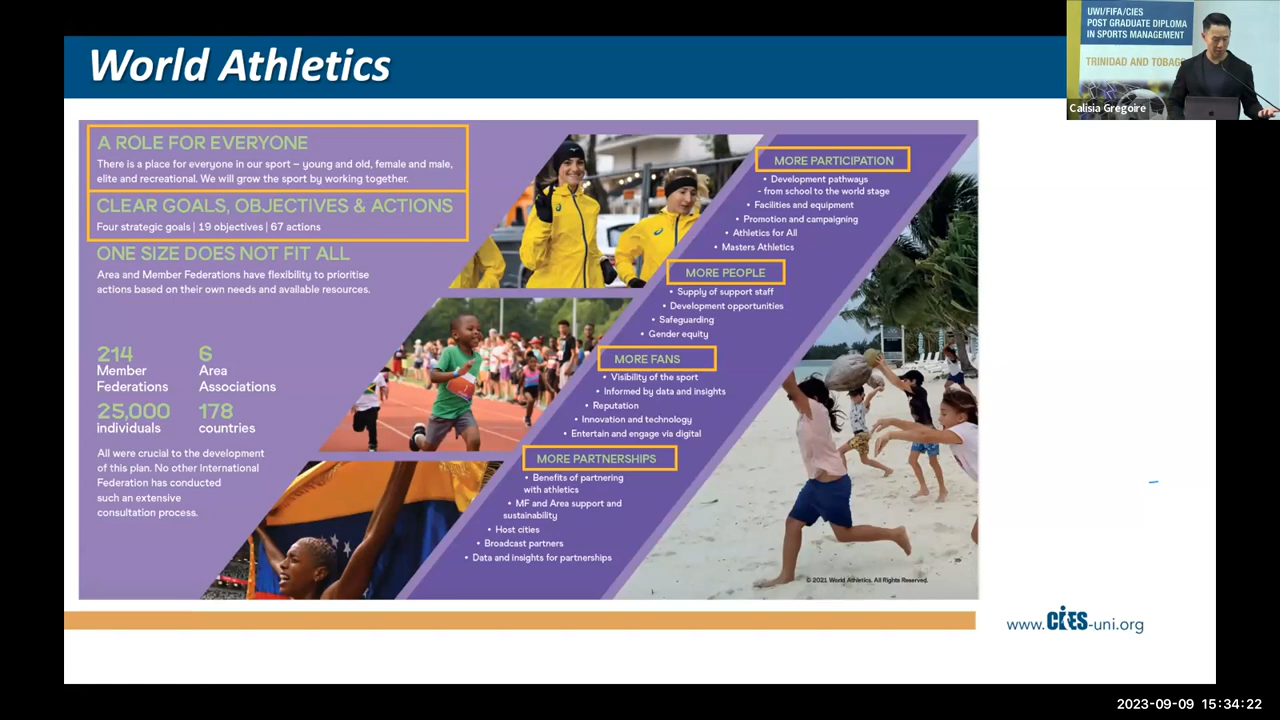 World Athletics
UWI/FIFA/CIES
POST GRADUATE DIPLOMA
IN SPORTS MANAGEMENT
TRINIDAD AND
Calisia Gregoire
A ROLE FOR EVERYONE
There is a place for everyone in our sport – young and old, female and male,
elite and recreational. We will grow the sport by working together.
CLEAR GOALS, OBJECTIVES & ACTIONS
Four strategic goals | 19 objectives | 67 actions
ONE SIZE DOES NOT FIT ALL
Area and Member Federations have flexibility to prioritise
actions based on their own needs and available resources.
214
Member
Federations
6
Area
Associations
25,000
individuals
178
countries
All were crucial to the development
of this plan. No other International
Federation has conducted
such an extensive
consultation process.
MORE PARTICIPATION
• Development pathways
- from school to the world stage
• Facilities and equipment
• Promotion and campaigning
• Athletics for All
• Masters Athletics
MORE PEOPLE
• Supply of support staff
• Development opportunities
• Safeguarding
• Gender equity
MORE FANS
• Visibility of the sport
• Informed by data and insights
• Reputation
• Innovation and technology
• Entertain and engage via digital
MORE PARTNERSHIPS
• Benefits of partnering
with athletics
• MF and Area support and
sustainability
• Host cities
• Broadcast partners
• Data and insights for partnerships
© 2021 World Athletics. All Rights Reserved.
www.CIES-uni.org
2023-09-09 15:34:22